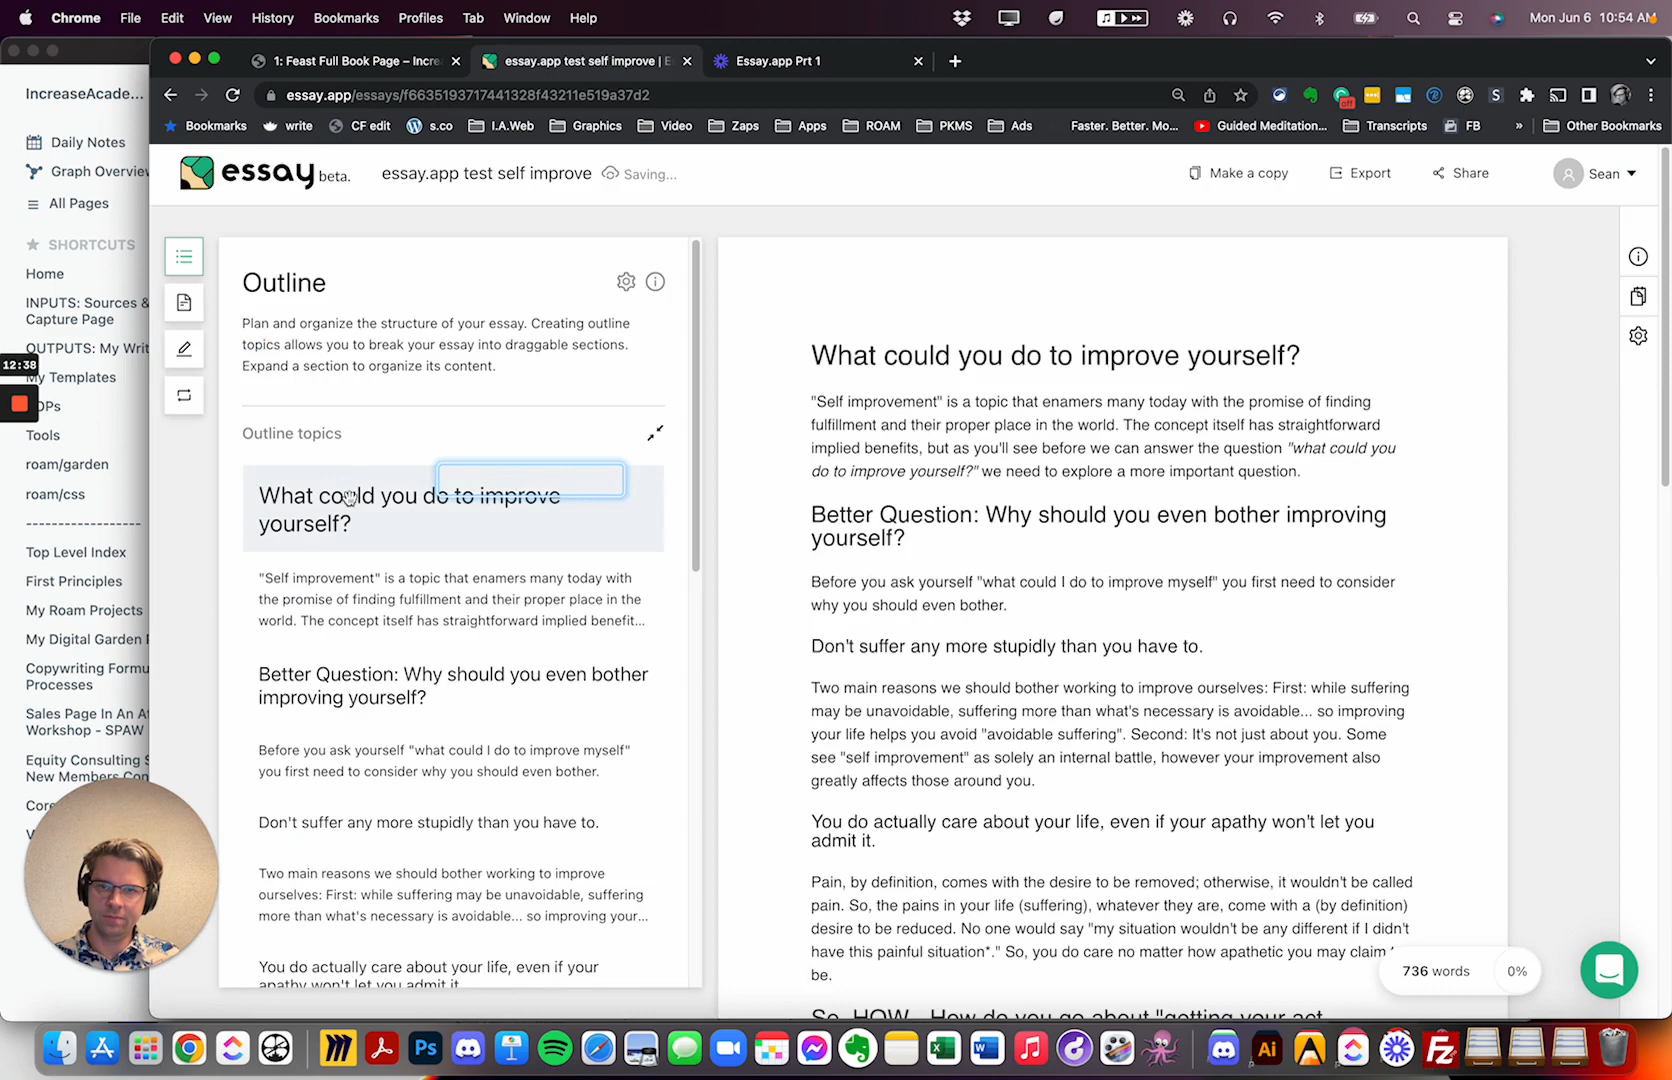 Chrome File Edit View History Bookmarks Profiles Tab Window Help Mon Jun 6 10:54 AM
1: Feast Full Book Page – Incre
essay.app test self improve | E
Essay.app Prt 1
essay.app/essays/f6635193717441328f43211e519a37d2
Bookmarks write CF edit s.co I.A.Web Graphics Video Zaps Apps ROAM PKMS Ads Faster. Better. Mo... Guided Meditation... Transcripts FB » Other Bookmarks
IncreaseAcade...
Daily Notes
Graph Overview
All Pages
SHORTCUTS
Home
INPUTS: Sources &
Capture Page
OUTPUTS: My Writ
12:38
My Templates
OPs
Tools
roam/garden
roam/css
-----------------
Top Level Index
First Principles
My Roam Projects
My Digital Garden P
Copywriting Formu
Processes
Sales Page In An Af
Workshop - SPAW
Equity Consulting S
New Members Con
Core
essay beta.
essay.app test self improve
Saving...
Make a copy
Export
Share
Sean
Outline
Plan and organize the structure of your essay. Creating outline
topics allows you to break your essay into draggable sections.
Expand a section to organize its content.
Outline topics
What could you do to improve
yourself?
"Self improvement" is a topic that enamers many today with
the promise of finding fulfillment and their proper place in the
world. The concept itself has straightforward implied benefit...
Better Question: Why should you even bother
improving yourself?
Before you ask yourself "what could I do to improve myself"
you first need to consider why you should even bother.
Don't suffer any more stupidly than you have to.
Two main reasons we should bother working to improve
ourselves: First: while suffering may be unavoidable, suffering
more than what's necessary is avoidable... so improving your...
You do actually care about your life, even if your
apathy won't let you admit it.
What could you do to improve yourself?
"Self improvement" is a topic that enamers many today with the promise of finding
fulfillment and their proper place in the world. The concept itself has straightforward
implied benefits, but as you'll see before we can answer the question "what could you
do to improve yourself?" we need to explore a more important question.
Better Question: Why should you even bother improving
yourself?
Before you ask yourself "what could I do to improve myself" you first need to consider
why you should even bother.
Don't suffer any more stupidly than you have to.
Two main reasons we should bother working to improve ourselves: First: while suffering
may be unavoidable, suffering more than what's necessary is avoidable... so improving
your life helps you avoid "avoidable suffering". Second: It's not just about you. Some
see "self improvement" as solely an internal battle, however your improvement also
greatly affects those around you.
You do actually care about your life, even if your apathy won't let you
admit it.
Pain, by definition, comes with the desire to be removed; otherwise, it wouldn't be called
pain. So, the pains in your life (suffering), whatever they are, come with a (by definition)
desire to be reduced. No one would say "my situation wouldn't be any different if I didn't
have this painful situation*." So, you do care no matter how apathetic you may claim
be.
So, HOW... How do you go about "getting your act
736 words 0%